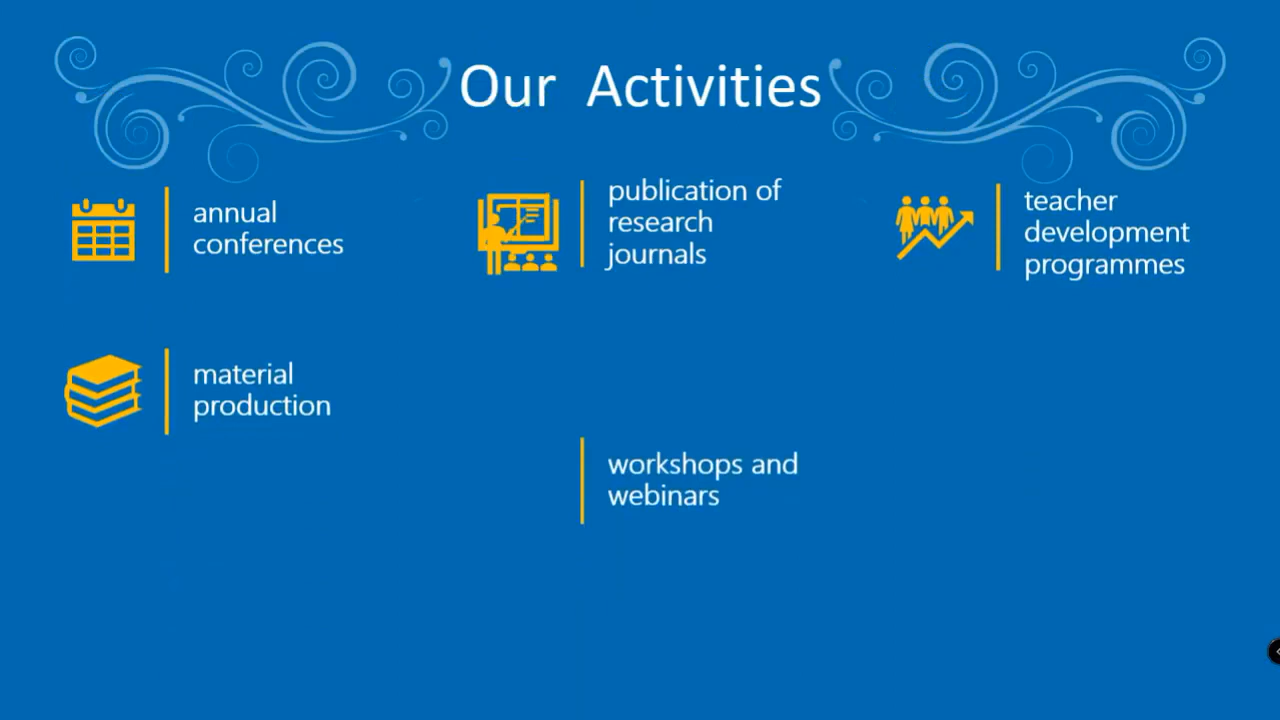 Our Activities
annual
conferences
publication of
research
journals
teacher
development
programmes
material
production
workshops and
webinars